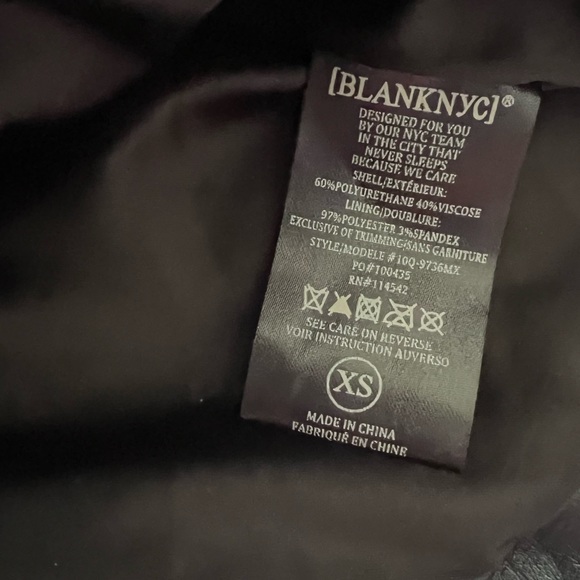 [BLANKNYC]®
DESIGNED FOR YOU
BY OUR NYC TEAM
IN THE CITY THAT
NEVER SLEEPS
BECAUSE WE CARE
SHELL/EXTÉRIEUR:
60%POLYURETHANE 40%VISCOSE
LINING/DOUBLURE:
97%POLYESTER 3%SPANDEX
EXCLUSIVE OF TRIMMING/SANS GARNITURE
STYLE/MODELE #10Q-9736MX
PO#100435
RN#114542
SEE CARE ON REVERSE
VOIR INSTRUCTION AUVERSO
XS
MADE IN CHINA
FABRIQUÉ EN CHINE